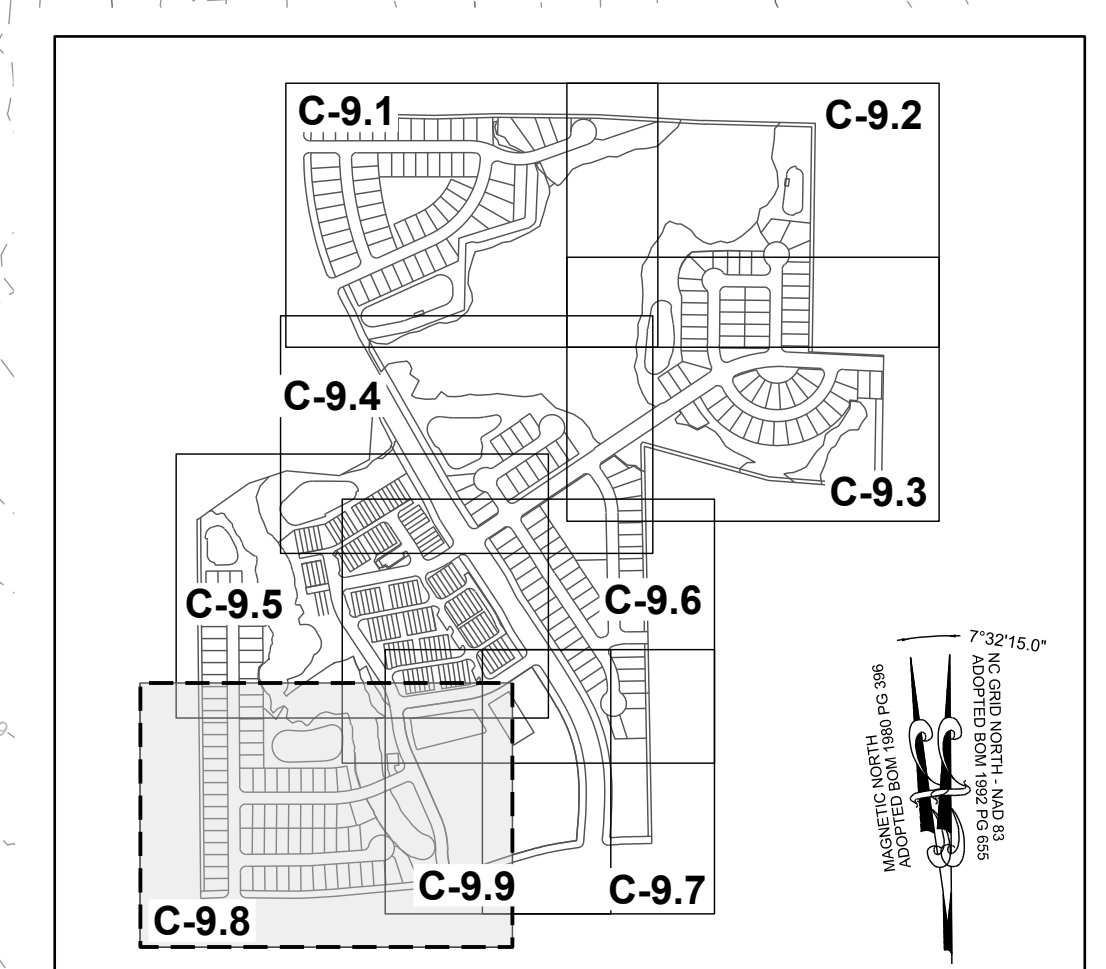 C-9.1
C-9.2
C-9.4
C-9.3
C-9.5
C-9.6
C-9.8
C-9.9
C-9.7
7°32'15.0"
MAGNETIC NORTH
ADOPTED BOM 1980 PG 396
NC GRID NORTH - NAD 83
ADOPTED BOM 1992 PG 655